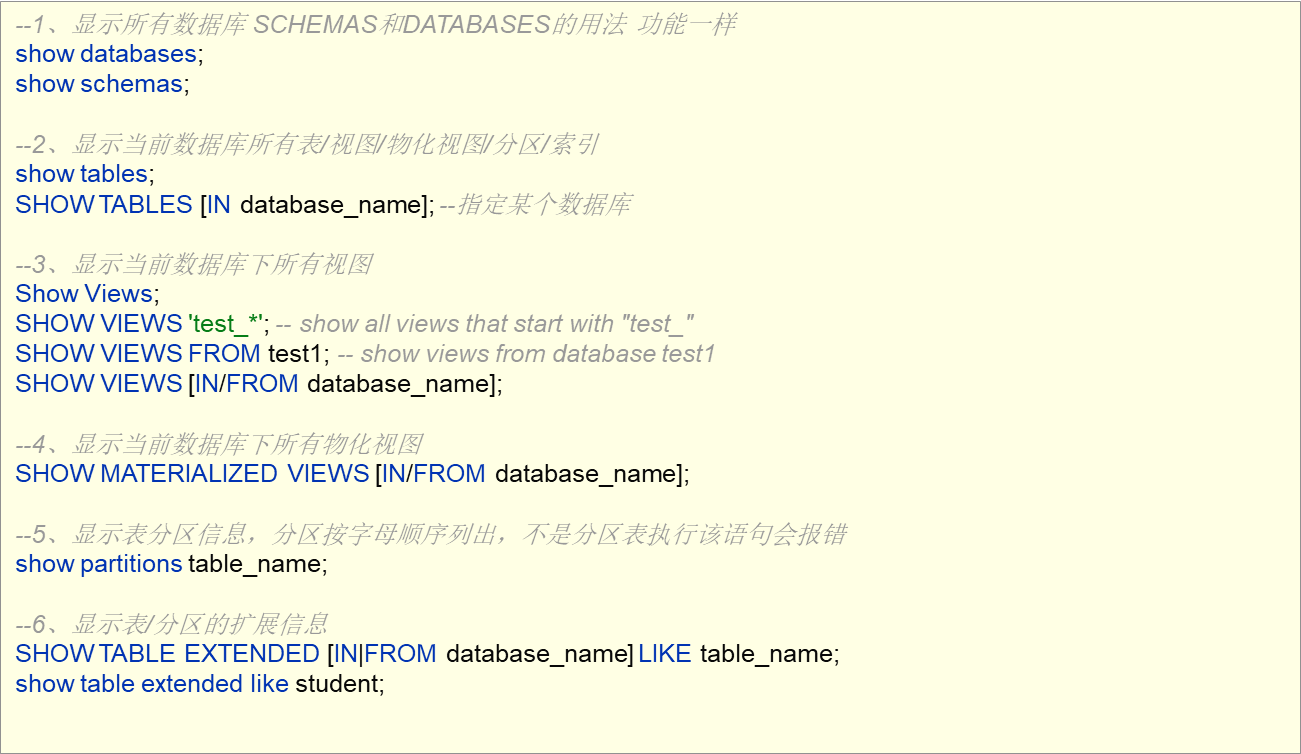 --1、显示所有数据库 SCHEMAS和DATABASES的用法 功能一样
show databases;
show schemas;
--2、显示当前数据库所有表/视图/物化视图/分区/索引
show tables;
SHOW TABLES [IN database_name]; --指定某个数据库
--3、显示当前数据库下所有视图
Show Views;
SHOW VIEWS 'test_*'; -- show all views that start with "test_"
SHOW VIEWS FROM test1; -- show views from database test1
SHOW VIEWS [IN/FROM database_name];
--4、显示当前数据库下所有物化视图
SHOW MATERIALIZED VIEWS [IN/FROM database_name];
--5、显示表分区信息，分区按字母顺序列出，不是分区表执行该语句会报错
show partitions table_name;
--6、显示表/分区的扩展信息
SHOW TABLE EXTENDED [IN|FROM database_name] LIKE table_name;
show table extended like student;